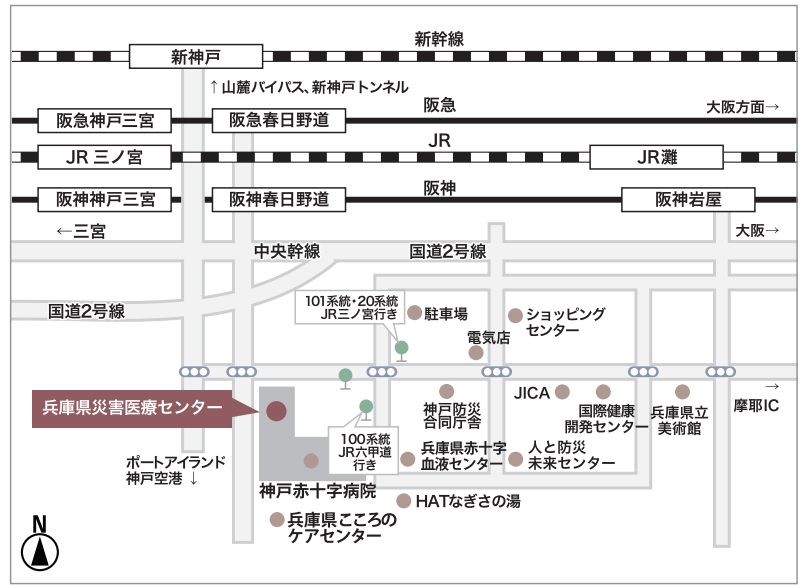 新幹線
新神戸
↑山麓バイパス、新神戸トンネル
阪急
大阪方面→
阪急神戸三宮
阪急春日野道
JR
JR 三ノ宮
JR灘
阪神
阪神神戸三宮
阪神春日野道
阪神岩屋
←三宮
大阪→
中央幹線
国道2号線
国道2号線
101系統・20系統
JR三ノ宮行き
駐車場
ショッピング
センター
電気店
兵庫県災害医療センター
神戸防災
合同庁舎
JICA
国際健康
開発センター
兵庫県立
美術館
→
摩耶IC
100系統
JR六甲道
行き
兵庫県赤十字
血液センター
人と防災
未来センター
ポートアイランド
神戸空港 ↓
神戸赤十字病院
HATなぎさの湯
兵庫県こころの
ケアセンター
N